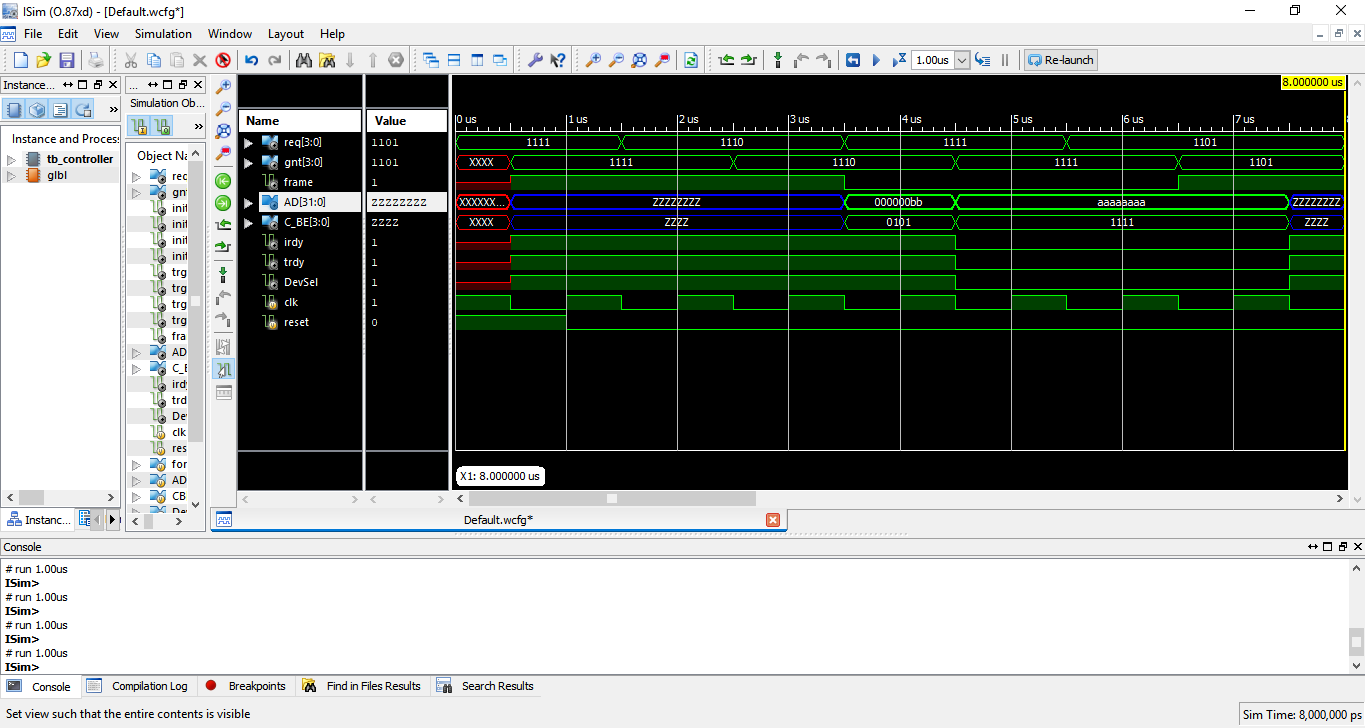 ISim (O.87xd) - [Default.wcfg*]
File Edit View Simulation Window Layout Help
1.00us Re-launch
Instance...
Instance and Process
tb_controller
glbl
Instanc...
...
Simulation Ob...
Object Na
req
gnt
init
init
init
init
trg
trg
trg
trg
fra
AD
C_BE
irdy
trd
De
clk
res
for
AD
CB
De
Name Value
req[3:0] 1101
gnt[3:0] 1101
frame 1
AD[31:0] ZZZZZZZZ
C_BE[3:0] ZZZZ
irdy 1
trdy 1
DevSel 1
clk 1
reset 0
8.000000 us
0 us 1 us 2 us 3 us 4 us 5 us 6 us 7 us
1111 1110 1111 1101
XXXX 1111 1110 1111 1101
XXXXXX... ZZZZZZZZ 000000bb aaaaaaaa ZZZZZZZZ
XXXX ZZZZ 0101 1111 ZZZZ
X1: 8.000000 us
Default.wcfg*
Console
# run 1.00us
ISim>
# run 1.00us
ISim>
# run 1.00us
ISim>
# run 1.00us
ISim>
Console Compilation Log Breakpoints Find in Files Results Search Results
Set view such that the entire contents is visible
Sim Time: 8,000,000 ps